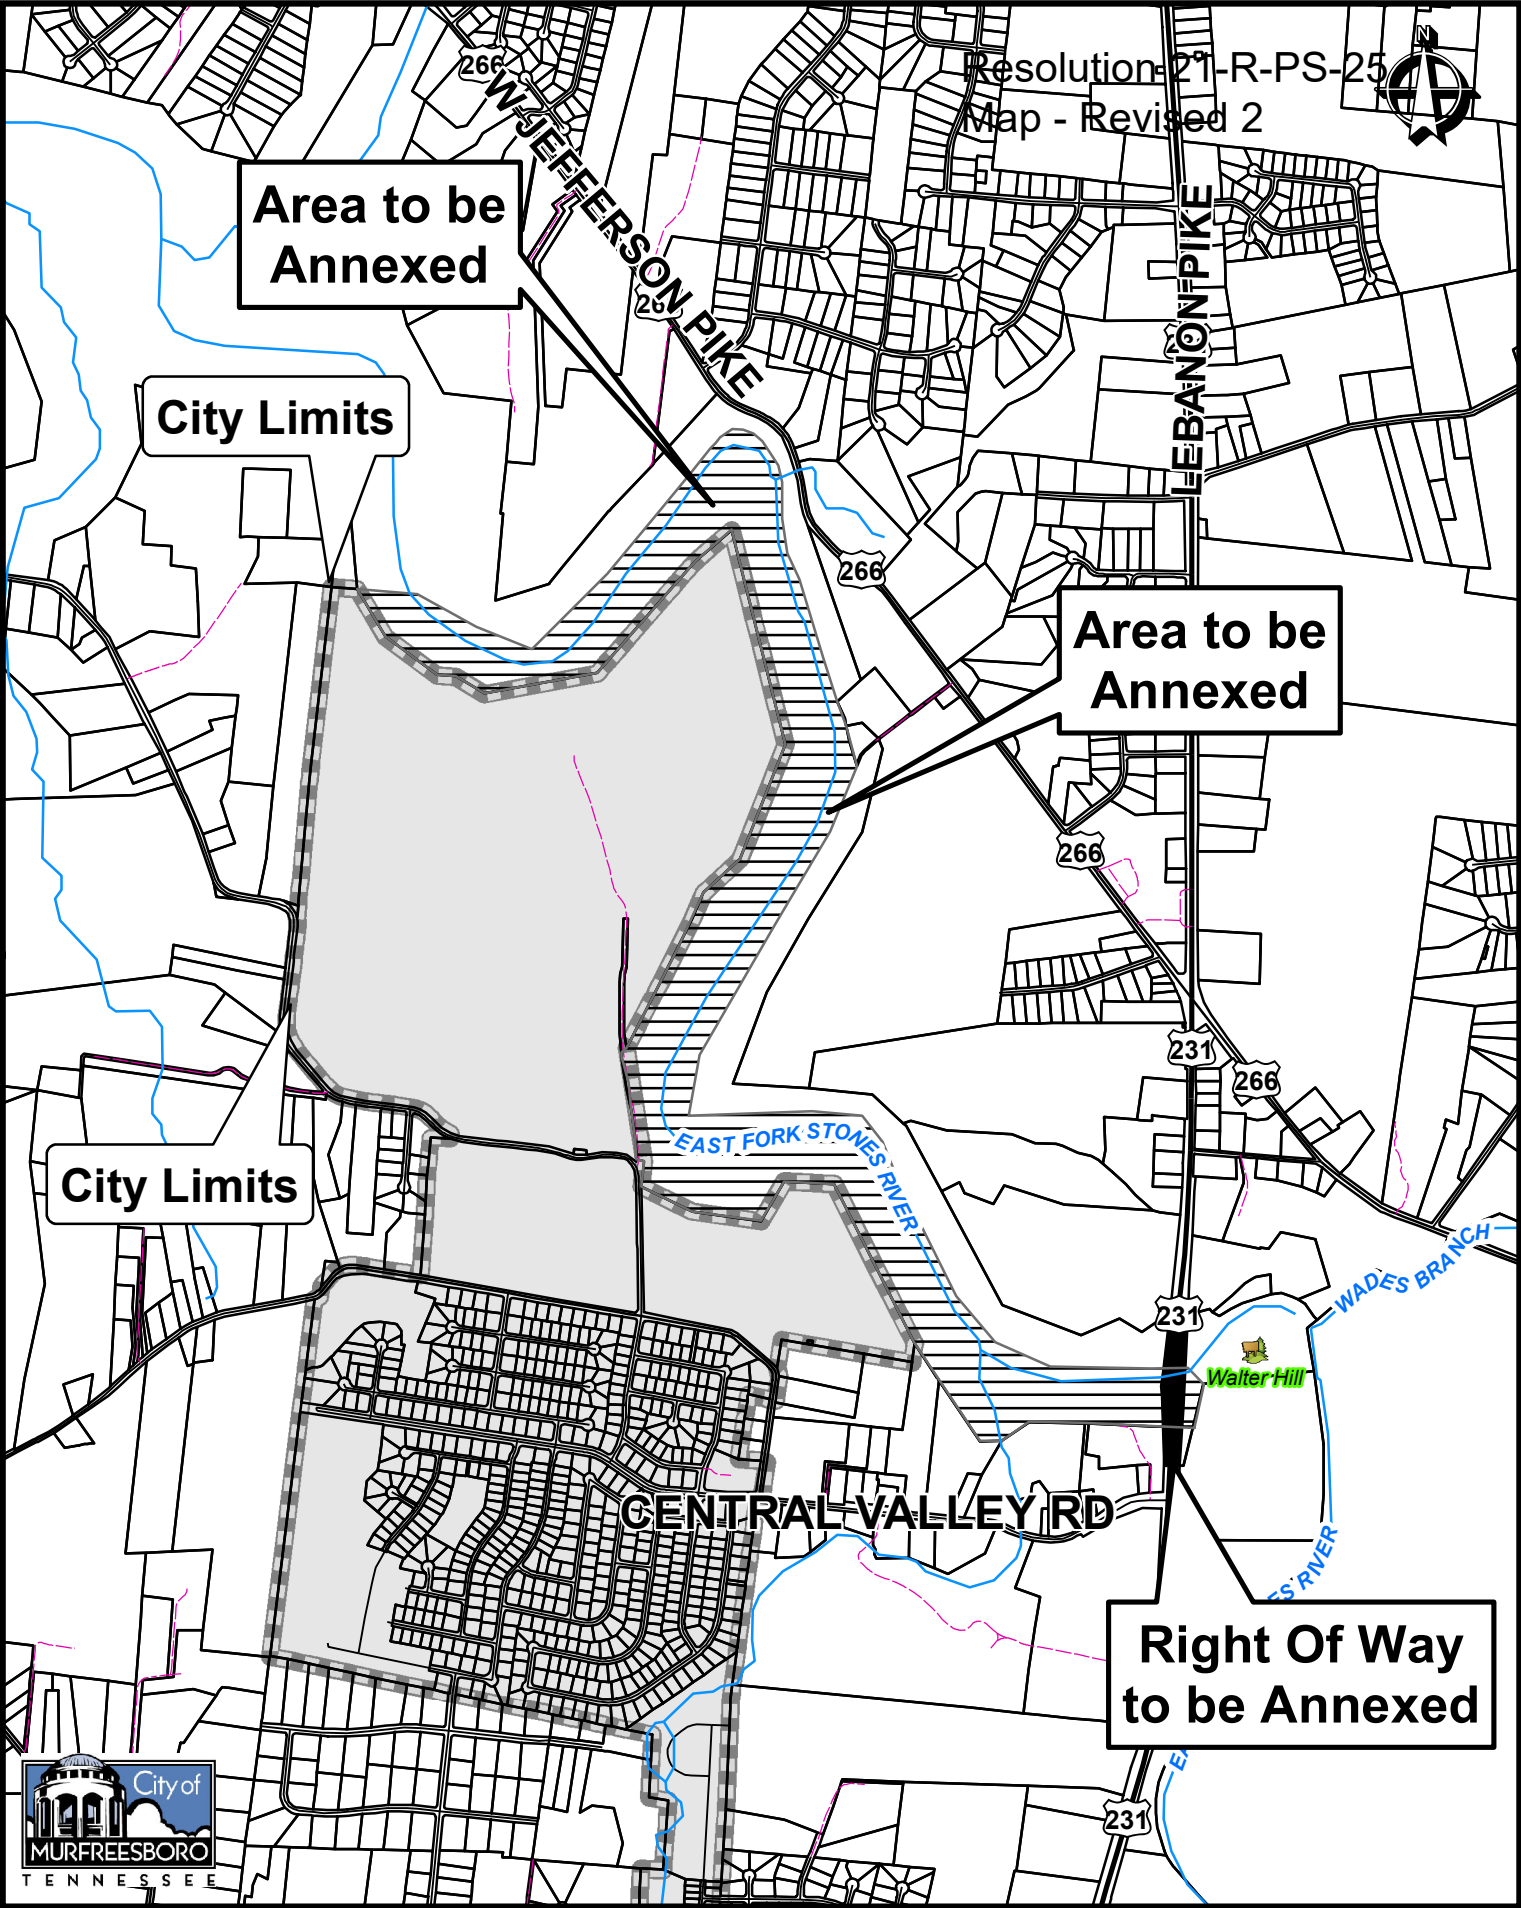 Resolution-21-R-PS-25
Map - Revised 2
N
266
W JEFFERSON PIKE
Area to be
Annexed
LEBANON PIKE
City Limits
266
Area to be
Annexed
266
231
266
EAST FORK STONES RIVER
City Limits
WADES BRANCH
231
Walter Hill
CENTRAL VALLEY RD
ES RIVER
Right Of Way
to be Annexed
City of
MURFREESBORO
TENNESSEE
231